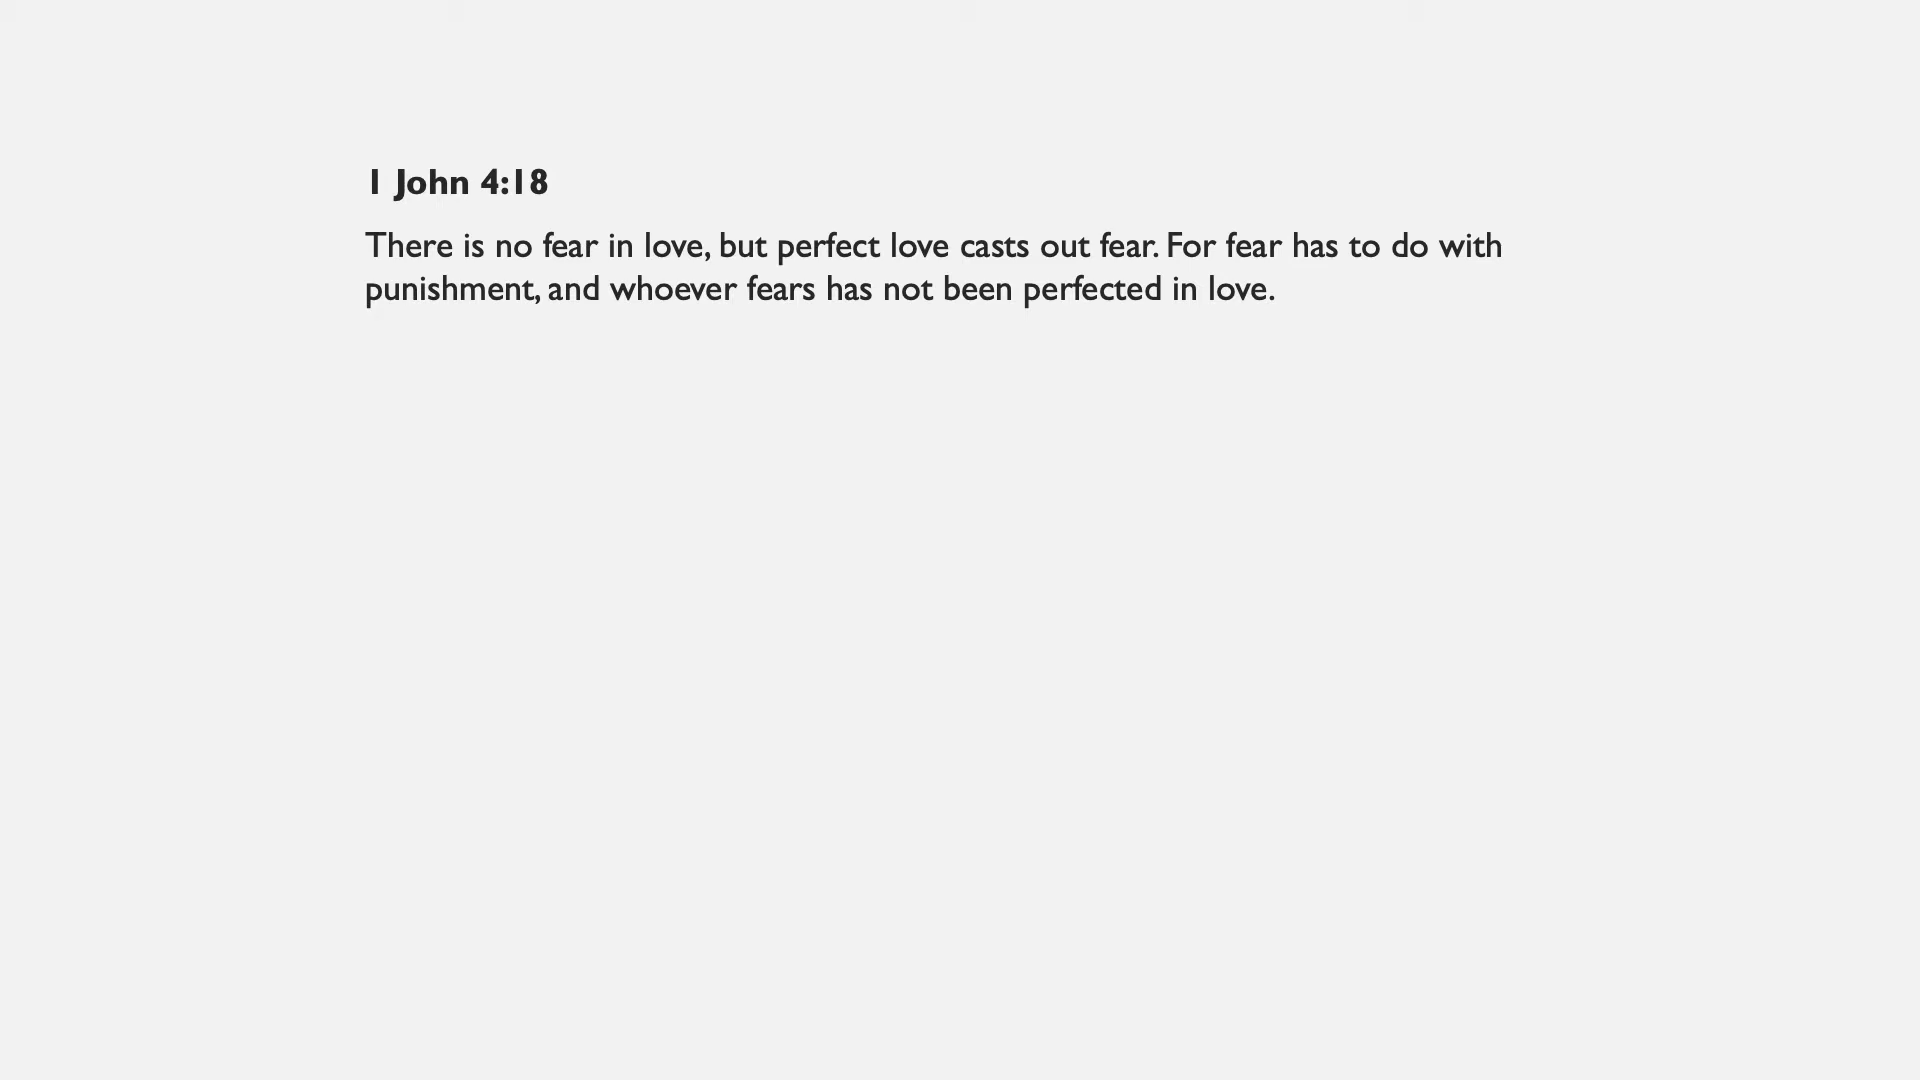 1 John 4:18
There is no fear in love, but perfect love casts out fear. For fear has to do with
punishment, and whoever fears has not been perfected in love.